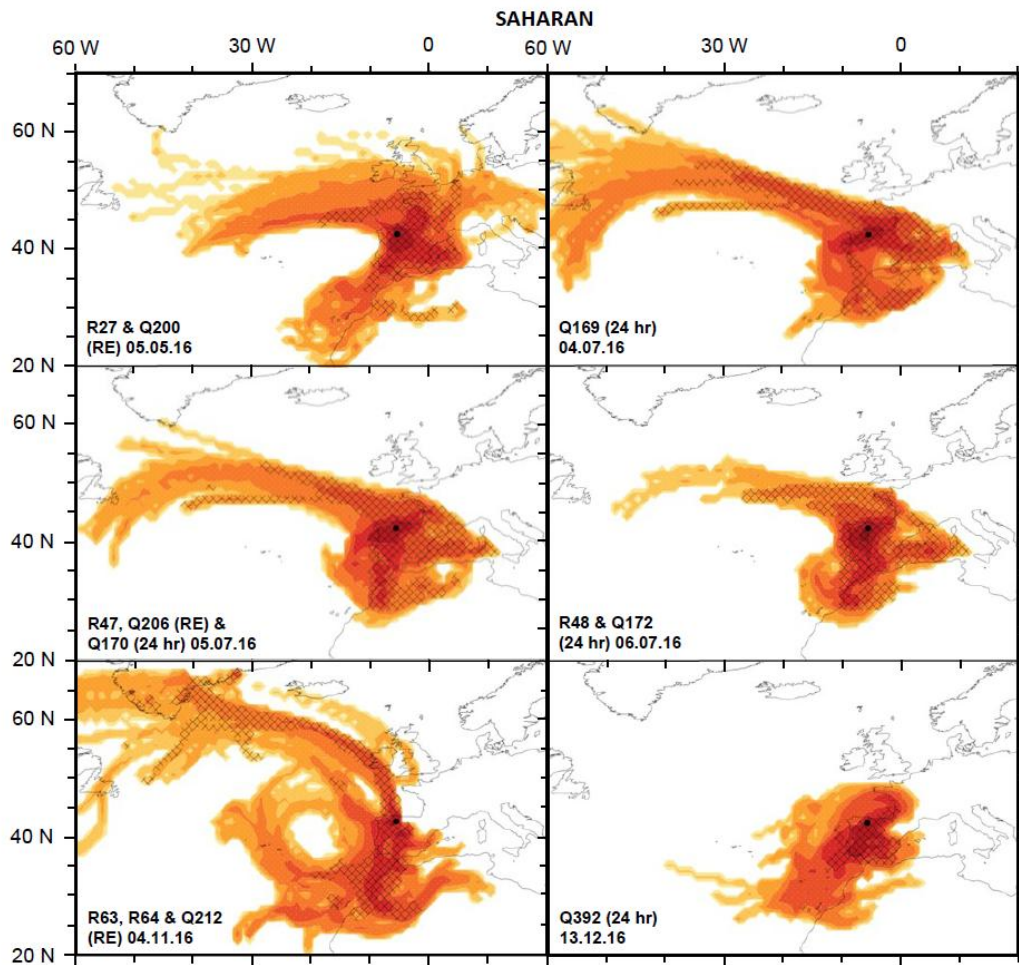 SAHARAN
60 W 30 W 0 60 W 30 W 0
60 N
40 N
R27 & Q200
(RE) 05.05.16
Q169 (24 hr)
04.07.16
20 N
60 N
40 N
R47, Q206 (RE) &
Q170 (24 hr) 05.07.16
R48 & Q172
(24 hr) 06.07.16
20 N
60 N
40 N
R63, R64 & Q212
(RE) 04.11.16
Q392 (24 hr)
13.12.16
20 N